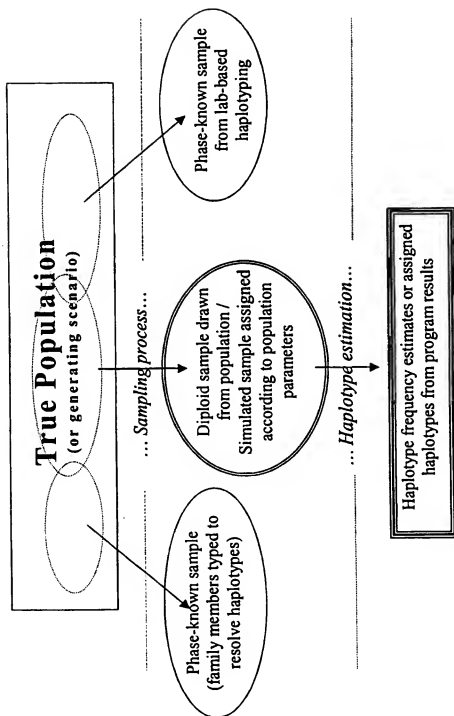 True Population
(or generating scenario)
... Sampling process...
Phase-known sample
(family members typed to
resolve haplotypes)
Diploid sample drawn
from population /
Simulated sample assigned
according to population
parameters
Phase-known sample
from lab-based
haplotyping
... Haplotype estimation....
Haplotype frequency estimates or assigned
haplotypes from program results